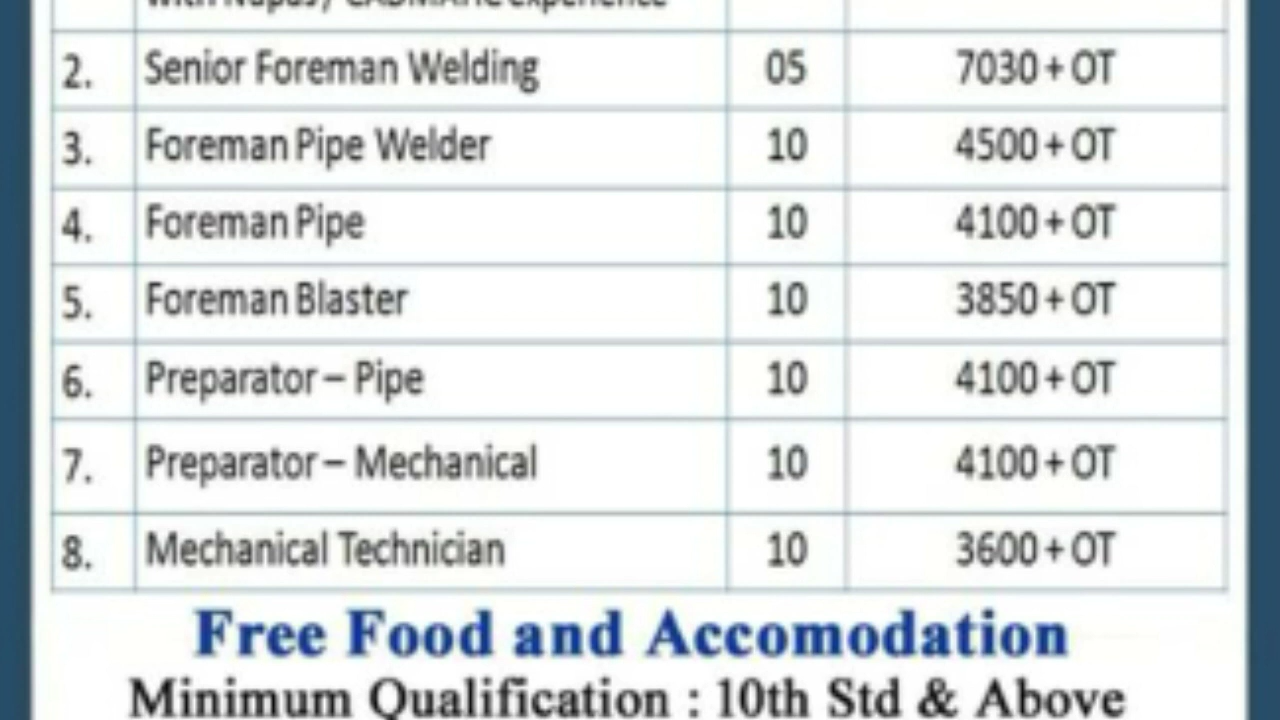 2. Senior Foreman Welding 05 7030 + OT
3. Foreman Pipe Welder 10 4500 + OT
4. Foreman Pipe 10 4100 + OT
5. Foreman Blaster 10 3850 + OT
6. Preparator – Pipe 10 4100 + OT
7. Preparator – Mechanical 10 4100 + OT
8. Mechanical Technician 10 3600 + OT
Free Food and Accomodation
Minimum Qualification : 10th Std & Above